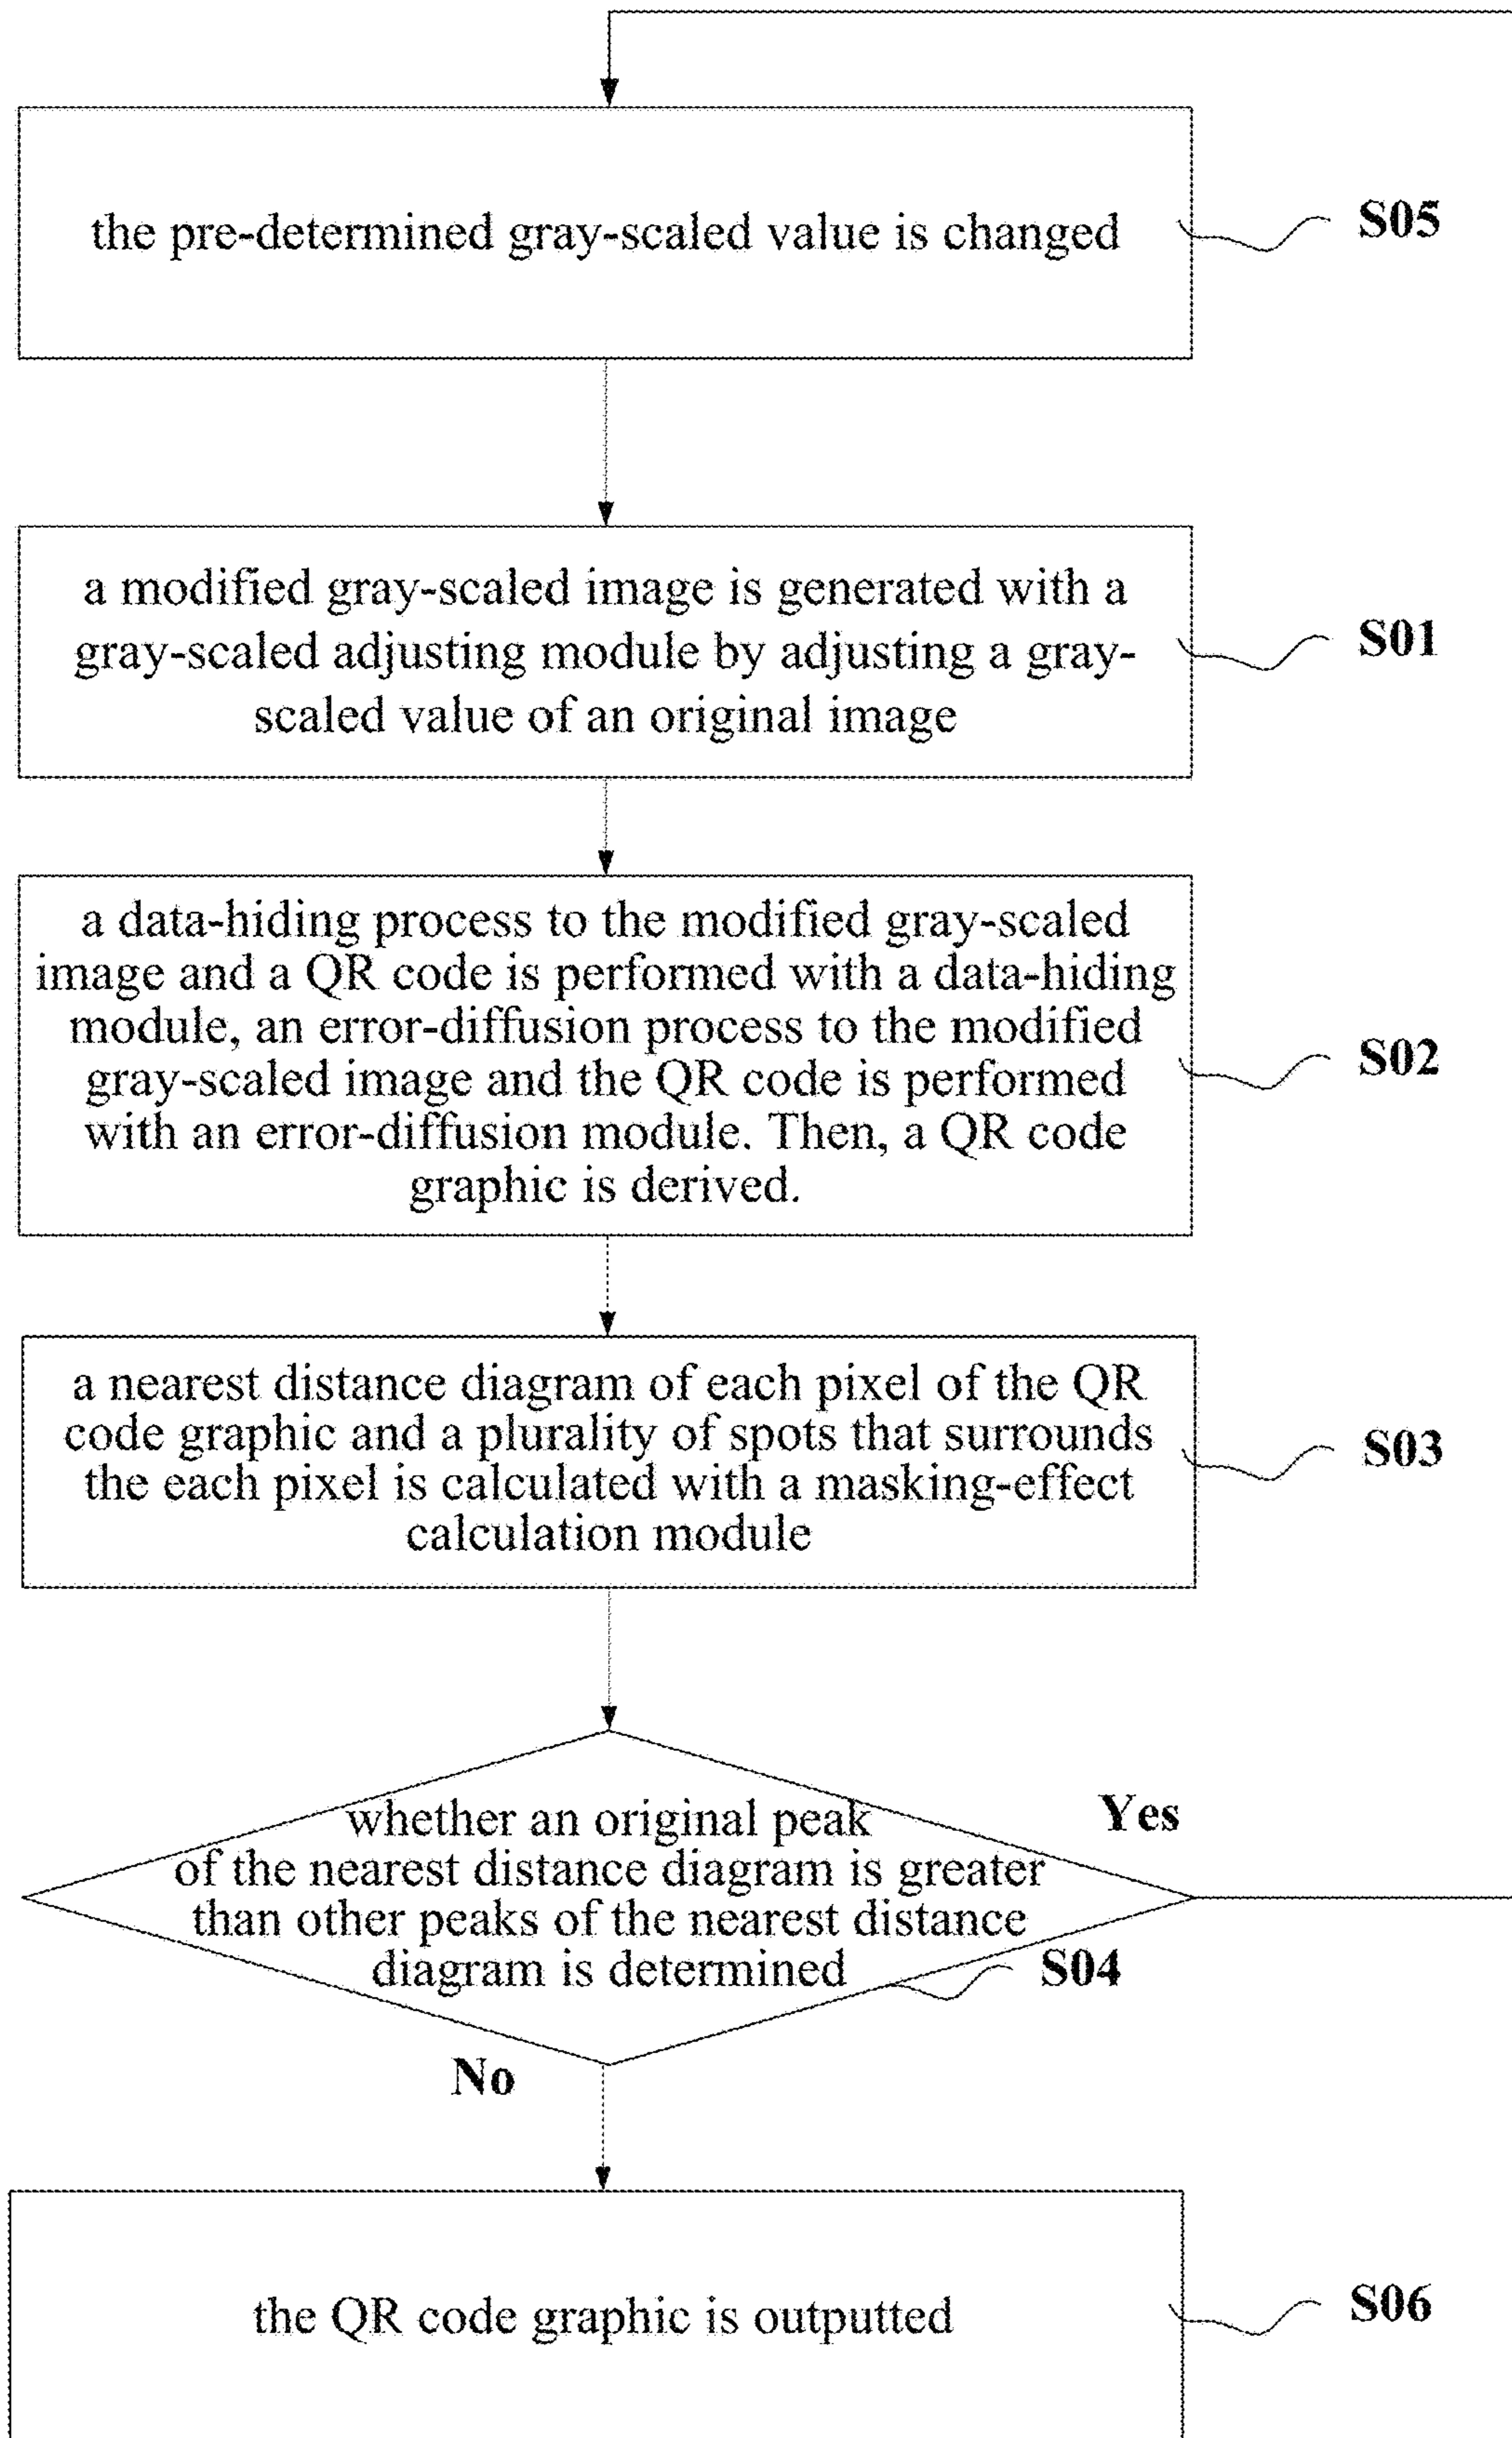 the pre-determined gray-scaled value is changed
S05
a modified gray-scaled image is generated with a
gray-scaled adjusting module by adjusting a gray-
scaled value of an original image
S01
a data-hiding process to the modified gray-scaled
image and a QR code is performed with a data-hiding
module, an error-diffusion process to the modified
gray-scaled image and the QR code is performed
with an error-diffusion module. Then, a QR code
graphic is derived.
S02
a nearest distance diagram of each pixel of the QR
code graphic and a plurality of spots that surrounds
the each pixel is calculated with a masking-effect
calculation module
S03
whether an original peak
of the nearest distance diagram is greater
than other peaks of the nearest distance
diagram is determined
S04
Yes
No
the QR code graphic is outputted
S06